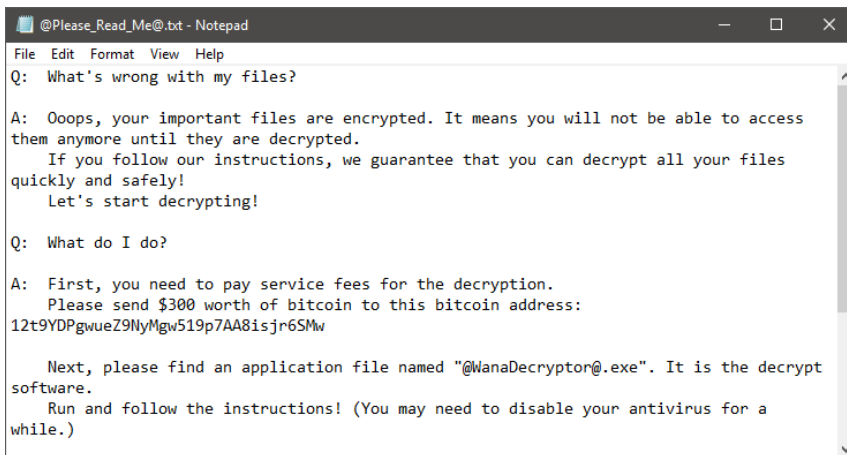 @Please_Read_Me@.txt - Notepad
File Edit Format View Help
Q:  What's wrong with my files?
A:  Ooops, your important files are encrypted. It means you will not be able to access
them anymore until they are decrypted.
    If you follow our instructions, we guarantee that you can decrypt all your files
quickly and safely!
    Let's start decrypting!
Q:  What do I do?
A:  First, you need to pay service fees for the decryption.
    Please send $300 worth of bitcoin to this bitcoin address:
12t9YDPgwueZ9NyMgw519p7AA8isjr6SMw
    Next, please find an application file named "@WanaDecryptor@.exe". It is the decrypt
software.
    Run and follow the instructions! (You may need to disable your antivirus for a
while.)